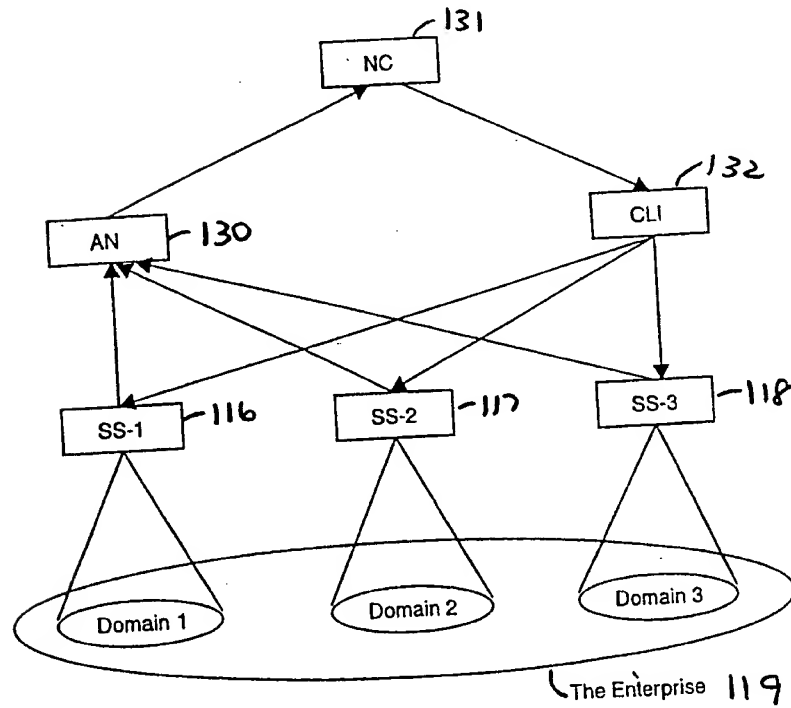 131
NC
132
CLI
AN
130
SS-1
116
SS-2
117
SS-3
118
Domain 1
Domain 2
Domain 3
The Enterprise 119